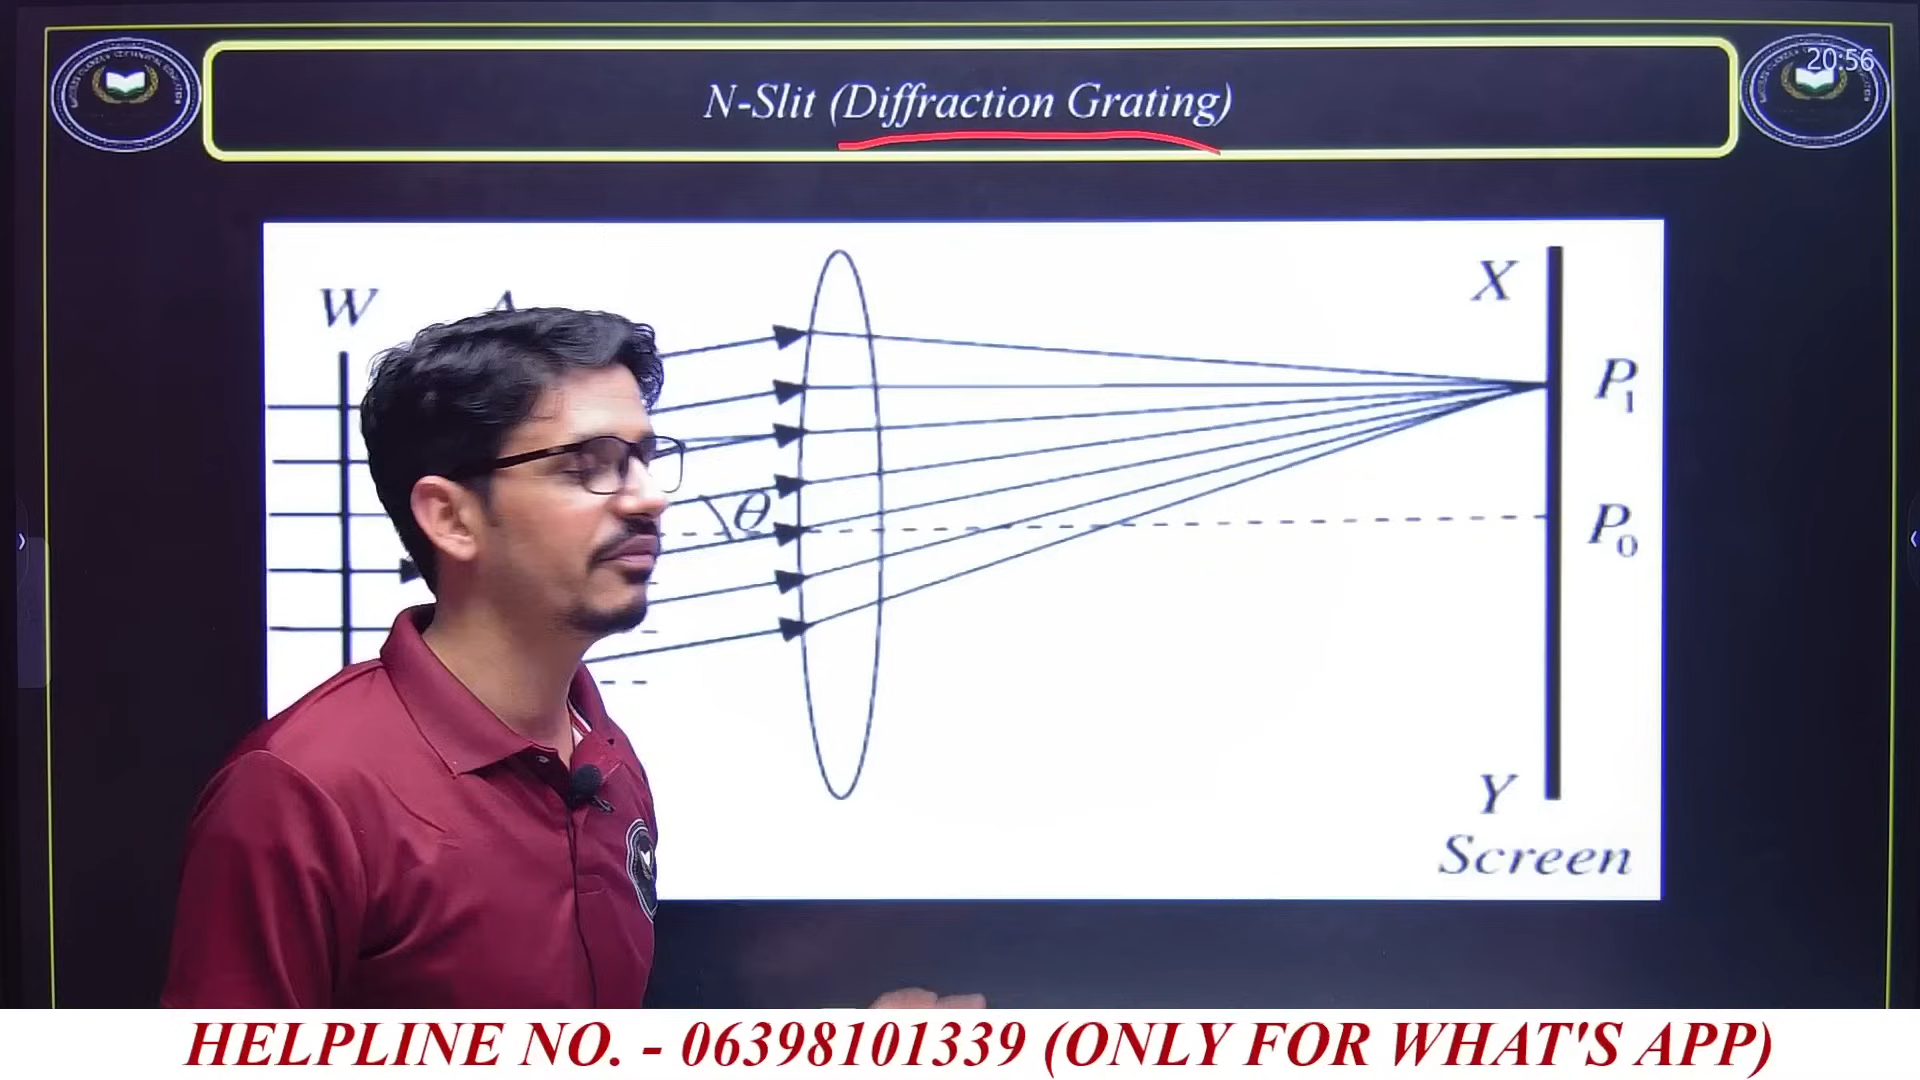 20:56
N-Slit (Diffraction Grating)
W
X
θ
P1
P0
Y
Screen
HELPLINE NO. - 06398101339 (ONLY FOR WHAT'S APP)